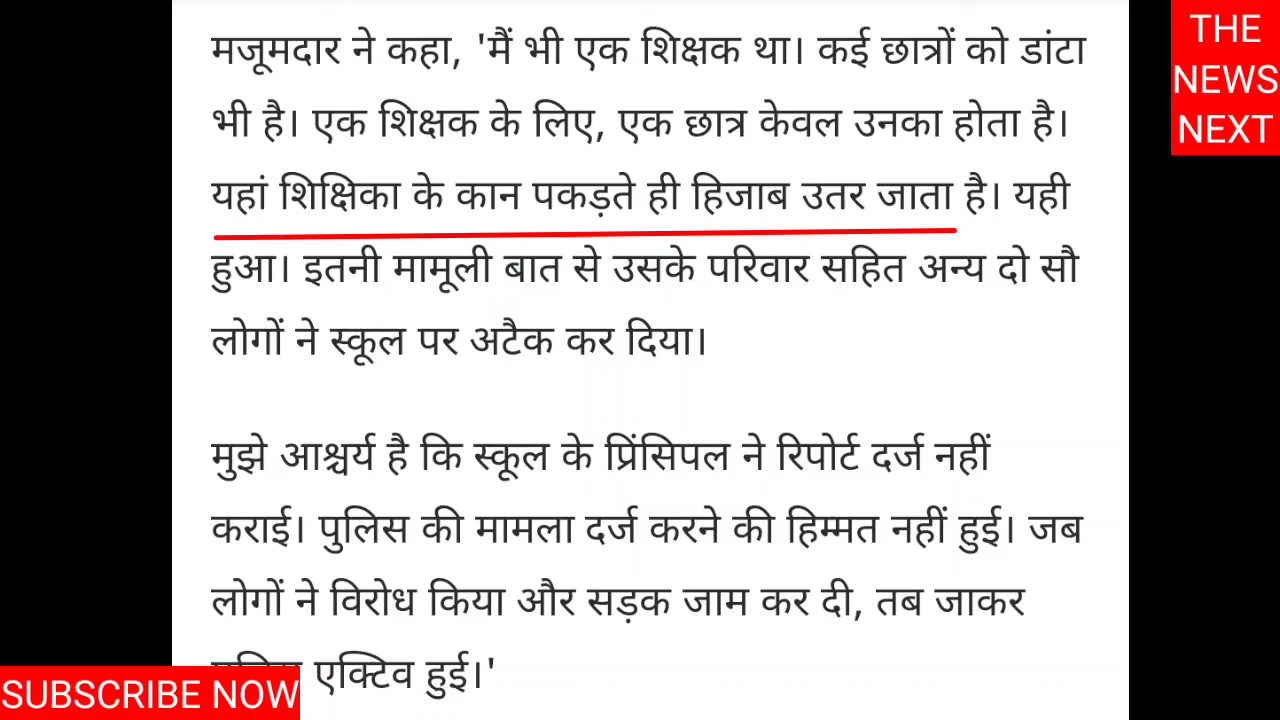 मजूमदार ने कहा, 'मैं भी एक शिक्षक था। कई छात्रों को डांटा
भी है। एक शिक्षक के लिए, एक छात्र केवल उनका होता है।
यहां शिक्षिका के कान पकड़ते ही हिजाब उतर जाता है। यही
हुआ। इतनी मामूली बात से उसके परिवार सहित अन्य दो सौ
लोगों ने स्कूल पर अटैक कर दिया।
मुझे आश्चर्य है कि स्कूल के प्रिंसिपल ने रिपोर्ट दर्ज नहीं
कराई। पुलिस की मामला दर्ज करने की हिम्मत नहीं हुई। जब
लोगों ने विरोध किया और सड़क जाम कर दी, तब जाकर
एक्टिव हुई।'
THE
NEWS
NEXT
SUBSCRIBE NOW